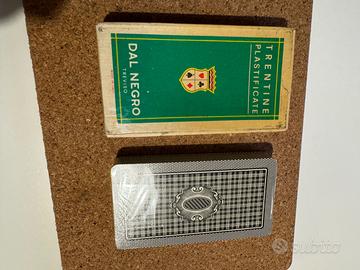 TRENTINE
PLASTIFICATE
DAL NEGRO
TREVISO
subito